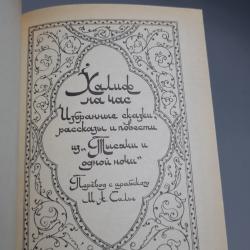 Халиф
на час
Избранные сказки,
рассказы и повести
из „Тысячи и
одной ночи"
Перевод с арабского
М. А. Салье